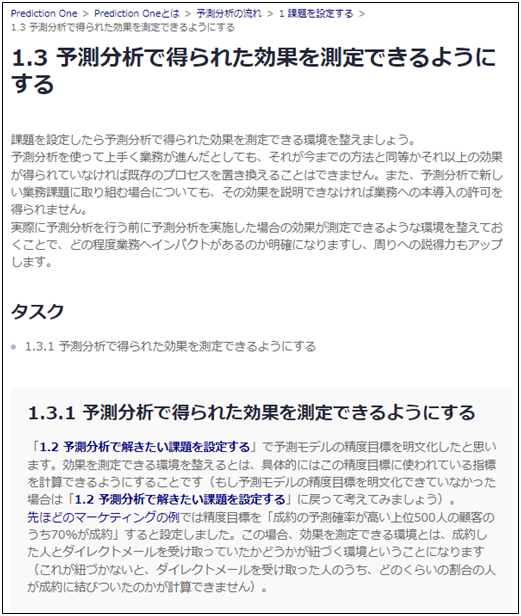 Prediction One > Prediction Oneとは > 予測分析の流れ > 1 課題を設定する >
1.3 予測分析で得られた効果を測定できるようにする
1.3 予測分析で得られた効果を測定できるように
する
課題を設定したら予測分析で得られた効果を測定できる環境を整えましょう。
予測分析を使って上手く業務が進んだとしても、それが今までの方法と同等かそれ以上の効果
が得られていなければ既存のプロセスを置き換えることはできません。また、予測分析で新し
い業務課題に取り組む場合についても、その効果を説明できなければ業務への本導入の許可を
得られません。
実際に予測分析を行う前に予測分析を実施した場合の効果が測定できるような環境を整えてお
くことで、どの程度業務へインパクトがあるのか明確になりますし、周りへの説得力もアップ
します。
タスク
1.3.1 予測分析で得られた効果を測定できるようにする
1.3.1 予測分析で得られた効果を測定できるようにする
「1.2 予測分析で解きたい課題を設定する」で予測モデルの精度目標を明文化したと思い
ます。効果を測定できる環境を整えるとは、具体的にはこの精度目標に使われている指標
を計算できるようにすることです（もし予測モデルの精度目標を明文化できていなかった
場合は「1.2 予測分析で解きたい課題を設定する」に戻って考えてみましょう）。
先ほどのマーケティングの例では精度目標を「成約の予測確率が高い上位500人の顧客の
うち70%が成約」すると設定しました。この場合、効果を測定できる環境とは、成約し
た人とダイレクトメールを受け取っていたかどうかが紐づく環境ということになります
（これが紐づかないと、ダイレクトメールを受け取った人のうち、どのくらいの割合の人
が成約に結びついたのかが計算できません）。